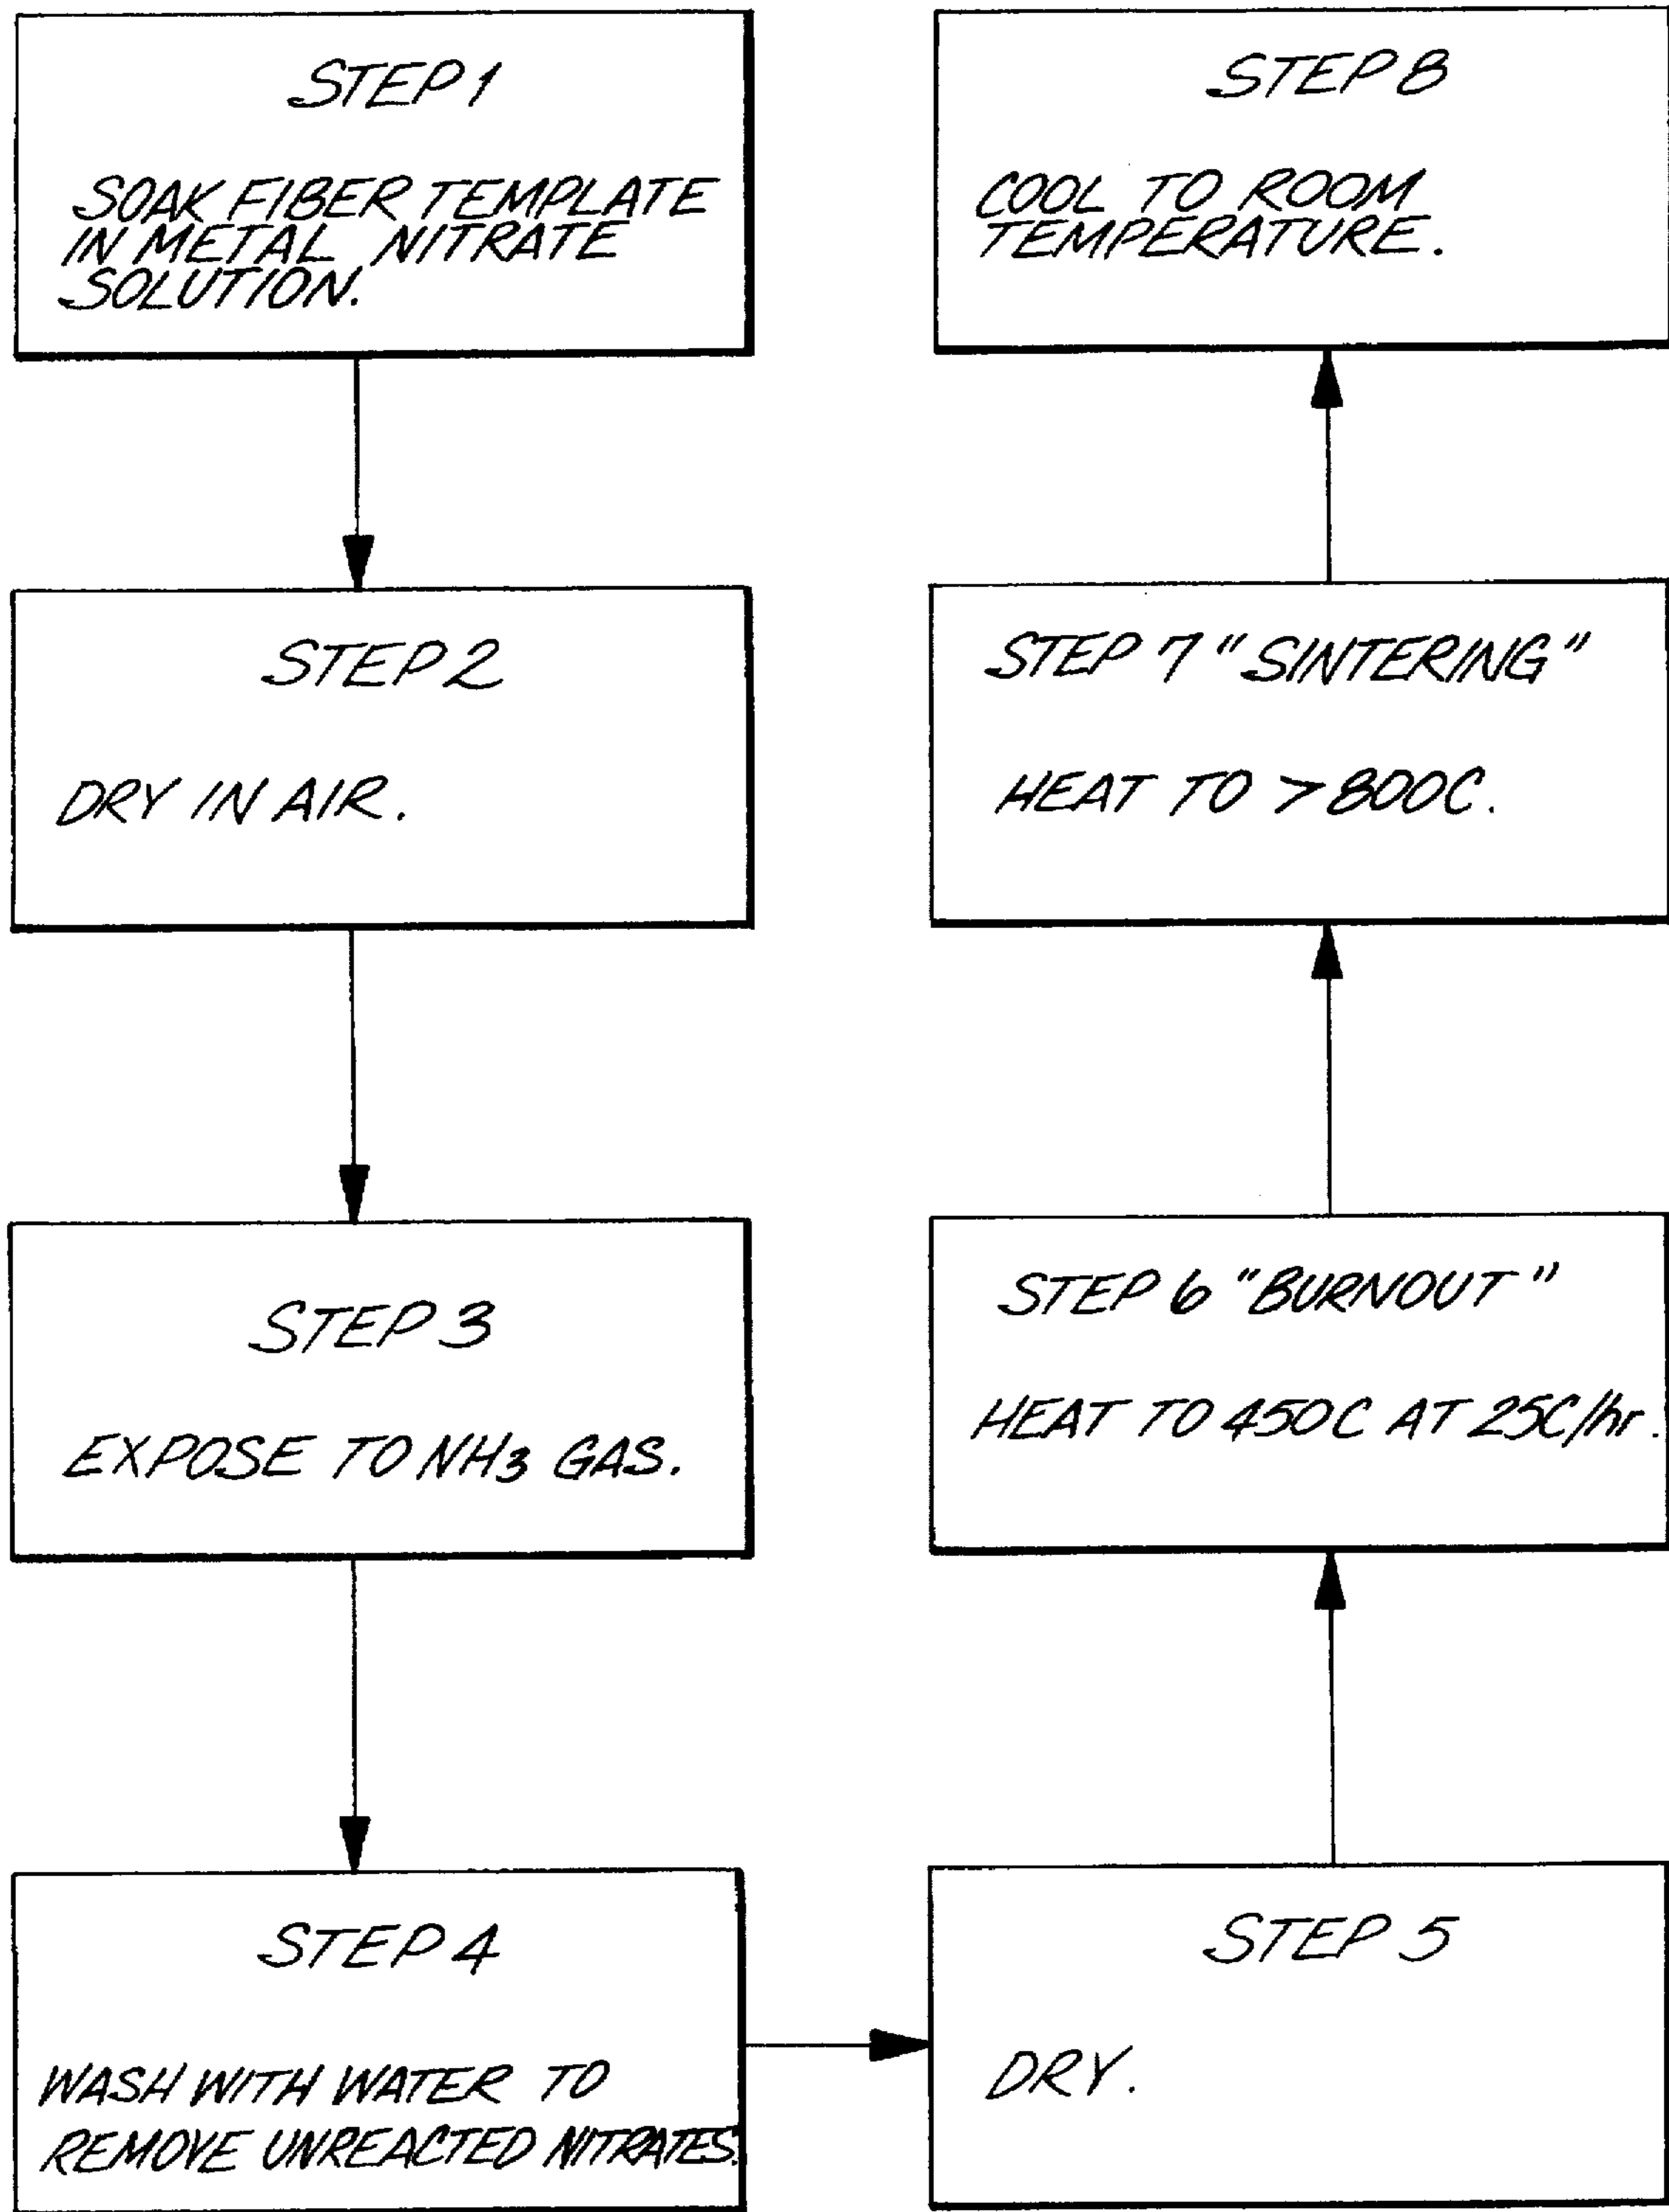 STEP 1
SOAK FIBER TEMPLATE
IN METAL NITRATE
SOLUTION.
STEP 2
DRY IN AIR.
STEP 3
EXPOSE TO NH3 GAS.
STEP 4
WASH WITH WATER TO
REMOVE UNREACTED NITRATES.
STEP 5
DRY.
STEP 6 "BURNOUT"
HEAT TO 450C AT 25C/hr.
STEP 7 "SINTERING"
HEAT TO >800C.
STEP 8
COOL TO ROOM
TEMPERATURE.